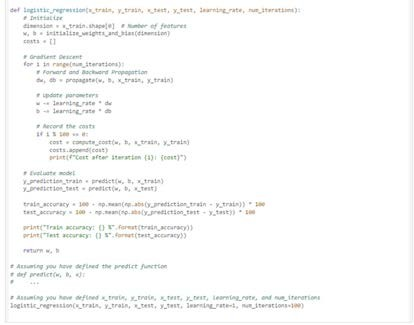 def logistic_regression(x_train, y_train, x_test, y_test, learning_rate, num_iterations):
# Initialize
dimension = x_train.shape[0] # Number of features
w, b = initialize_weights_and_bias(dimension)
costs = []
# Gradient Descent
for i in range(num_iterations):
# Forward and Backward Propagation
dw, db = propagate(w, b, x_train, y_train)
# Update parameters
w -= learning_rate * dw
b -= learning_rate * db
# Record the costs
if i % 100 == 0:
cost = compute_cost(w, b, x_train, y_train)
costs.append(cost)
print(f"Cost after iteration {i}: {cost}")
# Evaluate model
y_prediction_train = predict(w, b, x_train)
y_prediction_test = predict(w, b, x_test)
train_accuracy = 100 - np.mean(np.abs(y_prediction_train - y_train)) * 100
test_accuracy = 100 - np.mean(np.abs(y_prediction_test - y_test)) * 100
print("Train accuracy: {} %".format(train_accuracy))
print("Test accuracy: {} %".format(test_accuracy))
return w, b
# Assuming you have defined the predict function
# def predict(w, b, x):
# ...
# Assuming you have defined x_train, y_train, x_test, y_test, learning_rate, and num_iterations
logistic_regression(x_train, y_train, x_test, y_test, learning_rate=1, num_iterations=100)